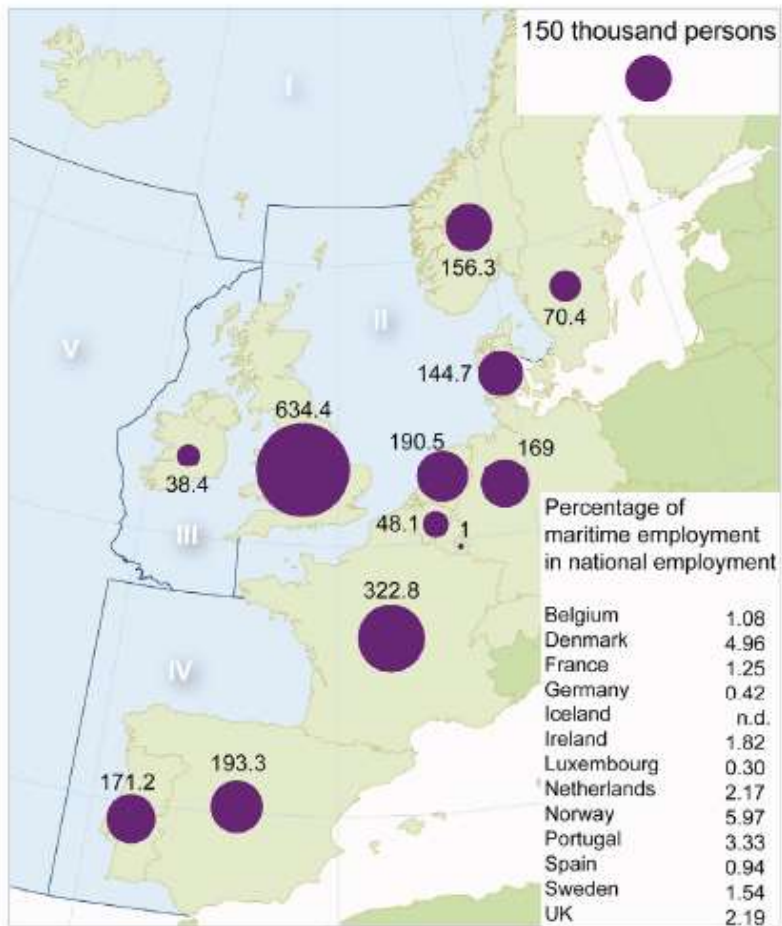 150 thousand persons
I
156.3
70.4
II
V
144.7
634.4
190.5
169
38.4
48.1
1
III
322.8
IV
193.3
171.2
Percentage of
maritime employment
in national employment
Belgium 1.08
Denmark 4.96
France 1.25
Germany 0.42
Iceland n.d.
Ireland 1.82
Luxembourg 0.30
Netherlands 2.17
Norway 5.97
Portugal 3.33
Spain 0.94
Sweden 1.54
UK 2.19